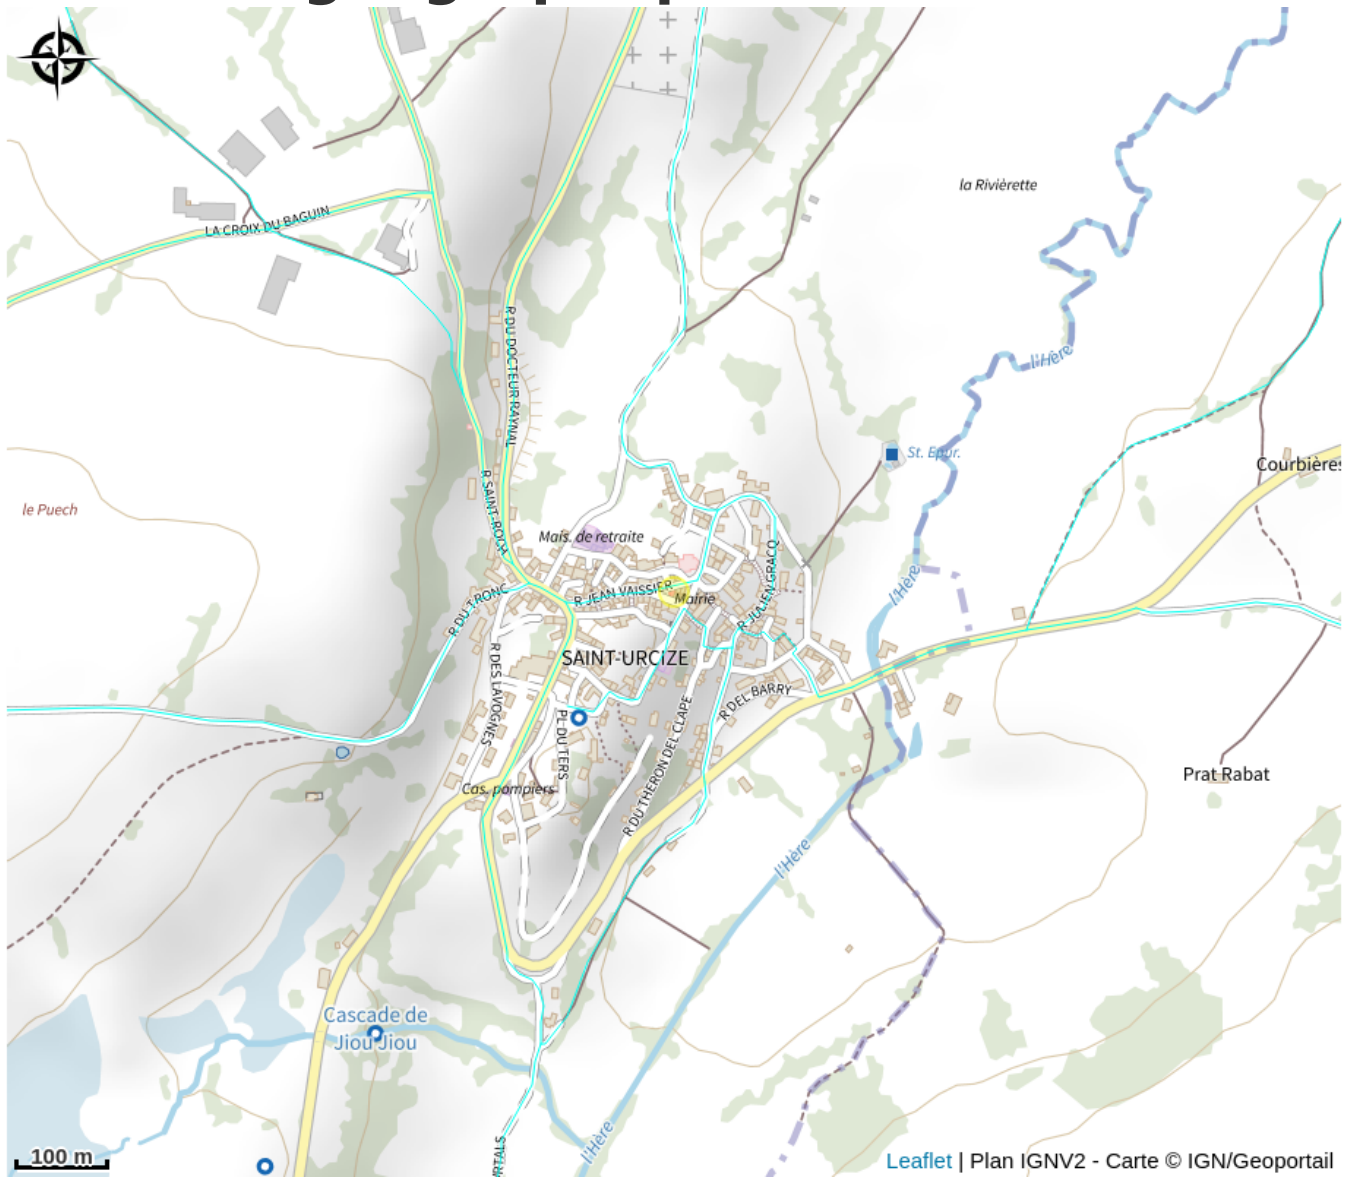 la Rivièrette
LA CROIX DU BAGUIN
R DU DOCTEUR RAYNAL
l'Hère
St. Epur.
Courbières
le Puech
R SAINT-ROCH
Mais. de retraite
R DU TRONC
R JEAN VAISSIER
Mairie
R JULIEN GRACQ
l'Hère
SAINT-URCIZE
R DES LAVOGNES
R DEL BARRY
PL DU TERS
R DU THERON DEL CLAPE
Cas. pompiers
Prat Rabat
l'Hère
Cascade de
Jiou Jiou
l'Hère
RTALS
100 m
Leaflet | Plan IGNV2 - Carte © IGN/Geoportail